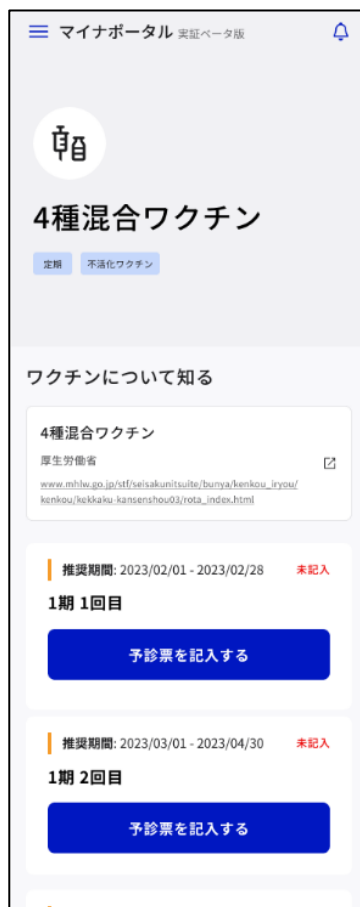 マイナポータル 実証ベータ版
4種混合ワクチン
定期 不活化ワクチン
ワクチンについて知る
4種混合ワクチン
厚生労働省
www.mhlw.go.jp/stf/seisakunitsuite/bunya/kenkou_iryou/
kenkou/kekkaku-kansenshou03/rota_index.html
推奨期間: 2023/02/01 - 2023/02/28 未記入
1期 1回目
予診票を記入する
推奨期間: 2023/03/01 - 2023/04/30 未記入
1期 2回目
予診票を記入する